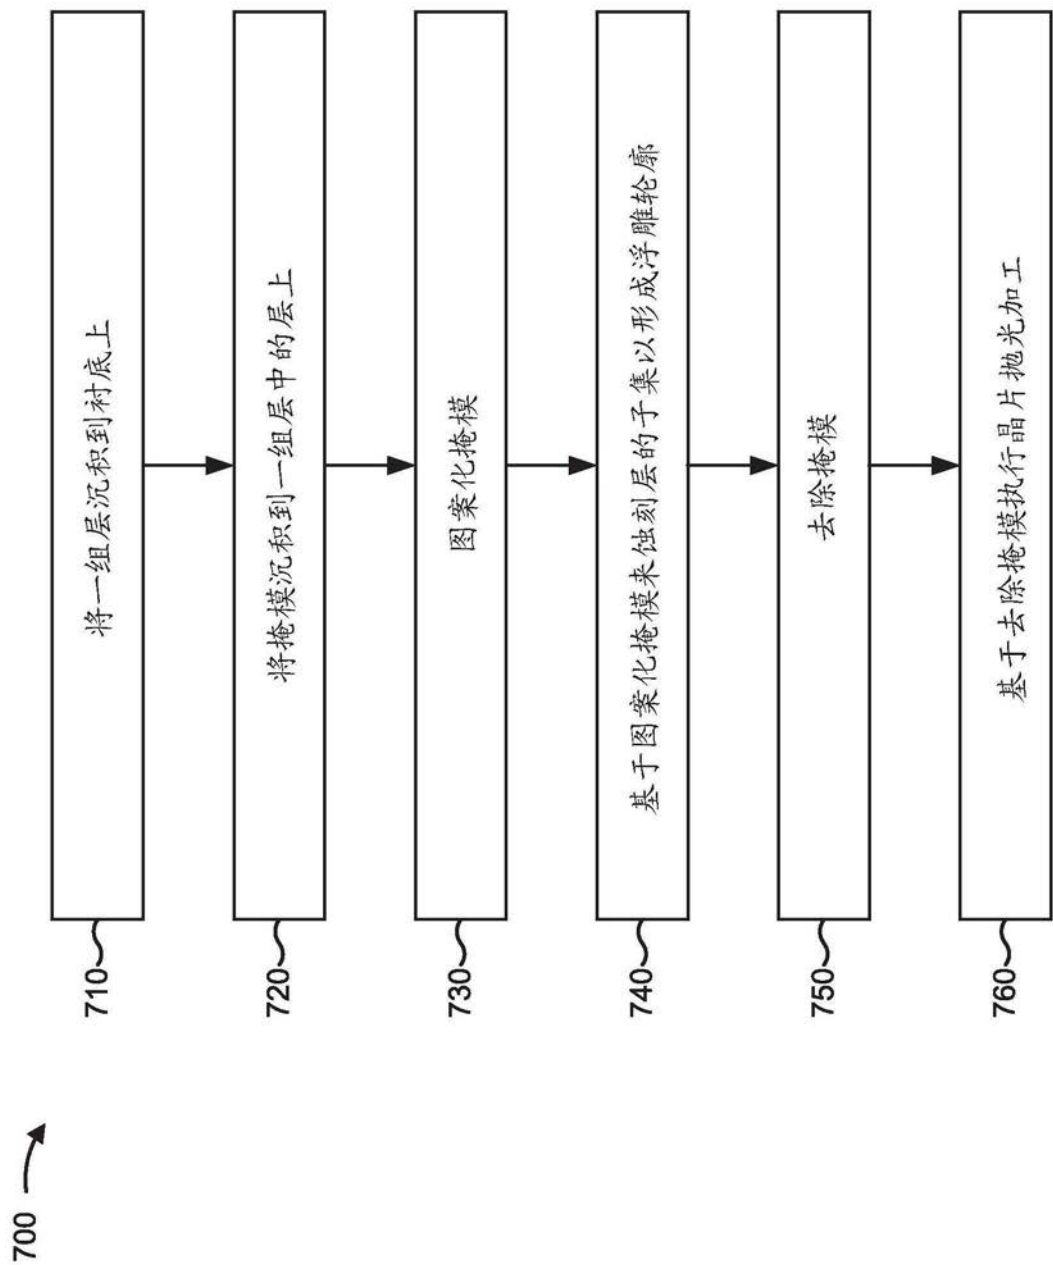 700
710
将一组层沉积到衬底上
720
将掩模沉积到一组层中的层上
730
图案化掩模
740
基于图案化掩模来蚀刻层的子集以形成浮雕轮廓
750
去除掩模
760
基于去除掩模执行晶片抛光加工